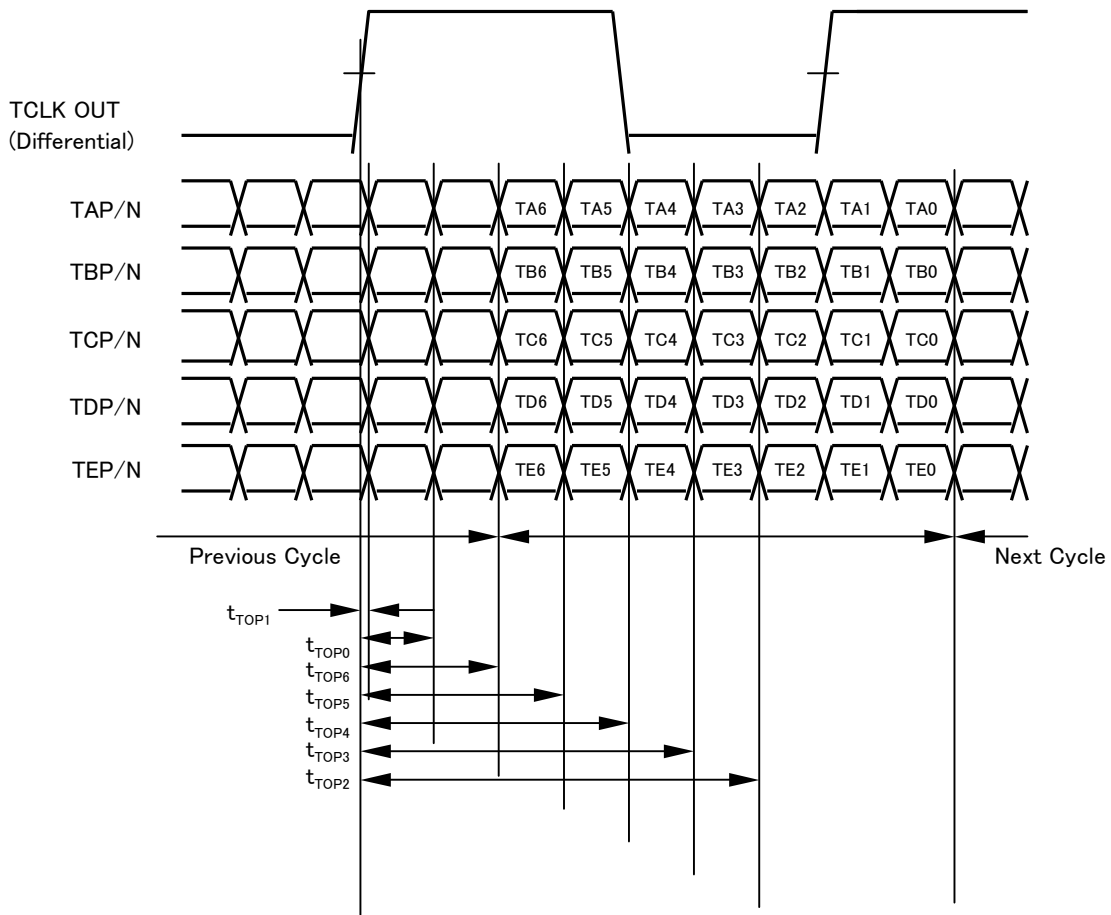 TCLK OUT
(Differential)
TAP/N TA6 TA5 TA4 TA3 TA2 TA1 TA0
TBP/N TB6 TB5 TB4 TB3 TB2 TB1 TB0
TCP/N TC6 TC5 TC4 TC3 TC2 TC1 TC0
TDP/N TD6 TD5 TD4 TD3 TD2 TD1 TD0
TEP/N TE6 TE5 TE4 TE3 TE2 TE1 TE0
Previous Cycle Next Cycle
tTOP1
tTOP0
tTOP6
tTOP5
tTOP4
tTOP3
tTOP2